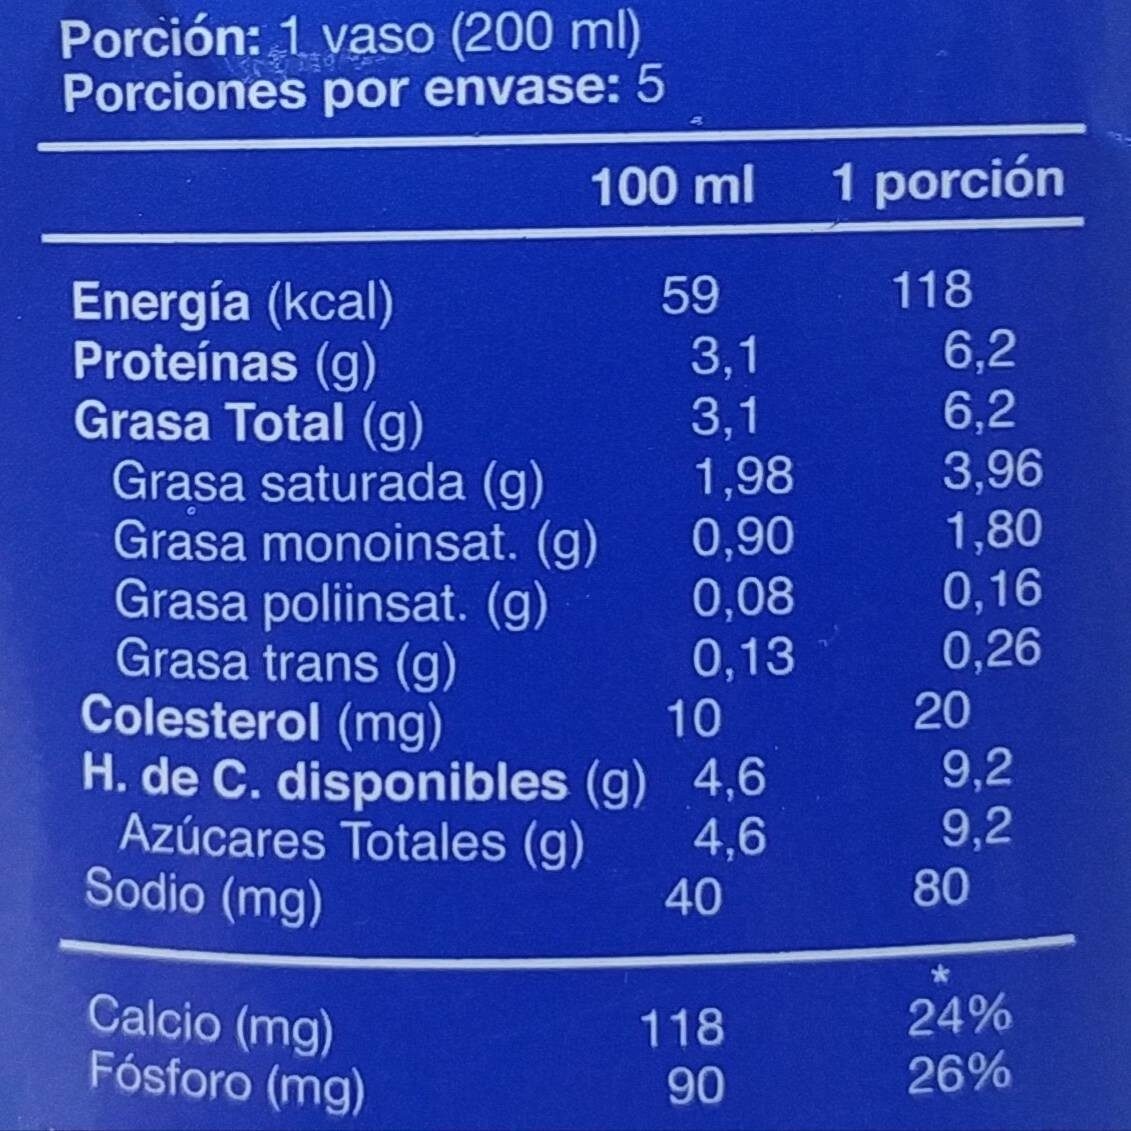 Porción: 1 vaso (200 ml)
Porciones por envase: 5
100 ml 1 porción
Energía (kcal) 59 118
Proteínas (g) 3,1 6,2
Grasa Total (g) 3,1 6,2
Grasa saturada (g) 1,98 3,96
Grasa monoinsat. (g) 0,90 1,80
Grasa poliinsat. (g) 0,08 0,16
Grasa trans (g) 0,13 0,26
Colesterol (mg) 10 20
H. de C. disponibles (g) 4,6 9,2
Azúcares Totales (g) 4,6 9,2
Sodio (mg) 40 80
*
Calcio (mg) 118 24%
Fósforo (mg) 90 26%